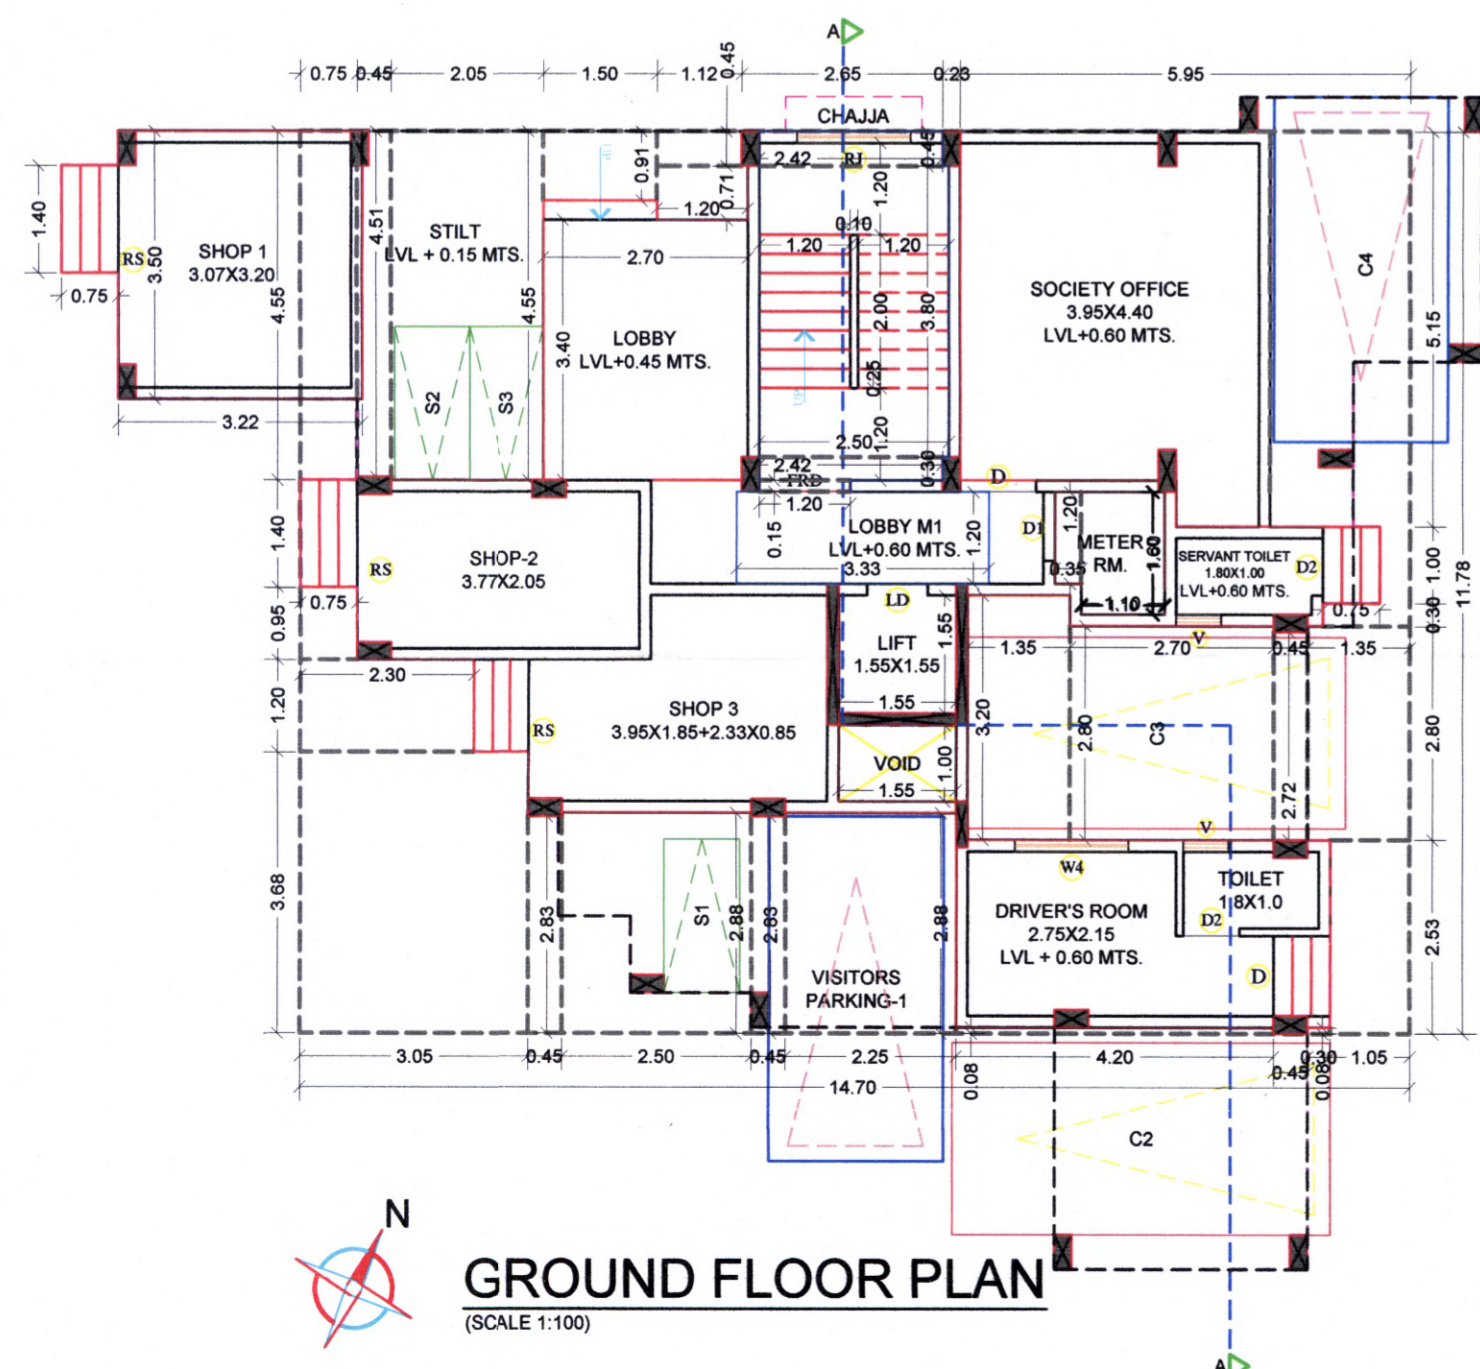 A
0.75
0.45
2.05
1.50
1.12
0.45
2.65
0.23
5.95
CHAJJA
2.42
RJ
0.45
1.20
UP
0.91
0.71
1.20
0.10
1.20
1.20
1.40
RS
3.50
SHOP 1
3.07X3.20
0.75
4.55
4.51
STILT
LVL + 0.15 MTS.
4.55
2.70
3.40
LOBBY
LVL+0.45 MTS.
2.00
3.80
0.25
UP
SOCIETY OFFICE
3.95X4.40
LVL+0.60 MTS.
C4
5.15
S2
S3
3.22
2.50
1.20
2.42
0.30
FRD
1.20
D
1.40
RS
SHOP-2
3.77X2.05
0.75
0.95
0.15
LOBBY M1
LVL+0.60 MTS.
3.33
1.20
D1
1.20
METER
RM.
1.60
0.35
1.10
SERVANT TOILET
1.80X1.00
LVL+0.60 MTS.
D2
0.75
1.00
0.30
11.78
LD
LIFT
1.55X1.55
1.55
1.55
1.35
2.70
V
0.45
1.35
2.30
1.20
RS
SHOP 3
3.95X1.85+2.33X0.85
VOID
1.00
1.55
3.20
2.80
C3
2.72
2.80
V
3.68
2.83
S1
2.88
2.83
VISITORS
PARKING-1
2.88
W4
DRIVER'S ROOM
2.75X2.15
LVL + 0.60 MTS.
TOILET
1.8X1.0
D2
D
2.53
3.05
0.45
2.50
0.45
2.25
4.20
0.30
1.05
0.45
14.70
0.08
0.08
C2
N
GROUND FLOOR PLAN
(SCALE 1:100)
A